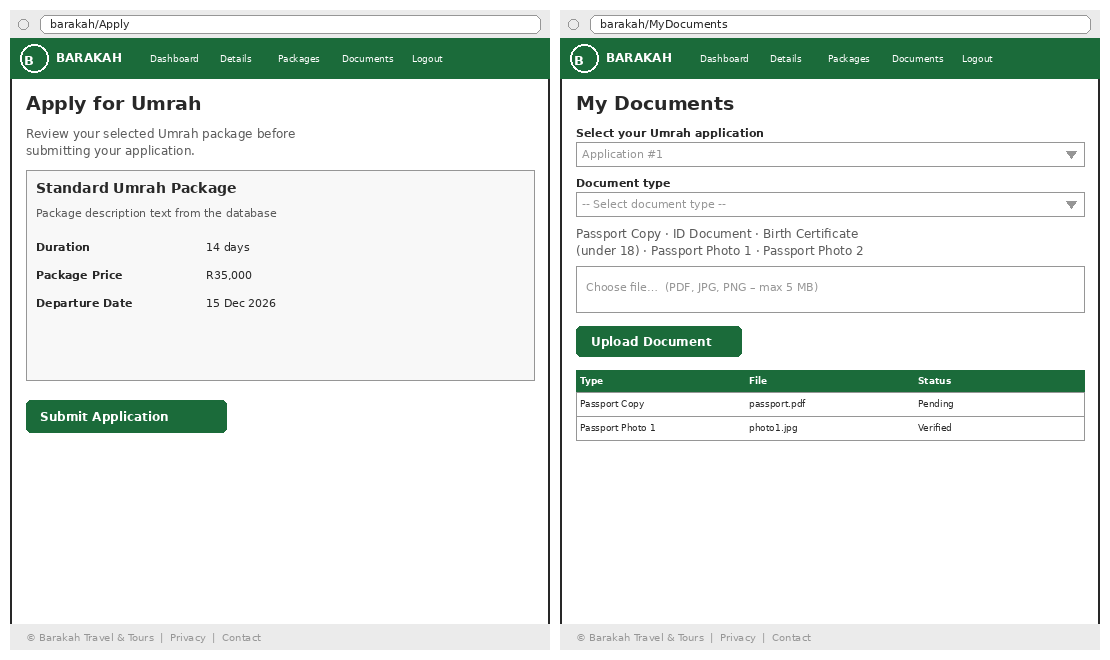 barakah/Apply
B BARAKAH Dashboard Details Packages Documents Logout
Apply for Umrah
Review your selected Umrah package before
submitting your application.
Standard Umrah Package
Package description text from the database
Duration 14 days
Package Price R35,000
Departure Date 15 Dec 2026
Submit Application
© Barakah Travel & Tours | Privacy | Contact
barakah/MyDocuments
B BARAKAH Dashboard Details Packages Documents Logout
My Documents
Select your Umrah application
Application #1
Document type
-- Select document type --
Passport Copy · ID Document · Birth Certificate
(under 18) · Passport Photo 1 · Passport Photo 2
Choose file... (PDF, JPG, PNG – max 5 MB)
Upload Document
Type File Status
Passport Copy passport.pdf Pending
Passport Photo 1 photo1.jpg Verified
© Barakah Travel & Tours | Privacy | Contact